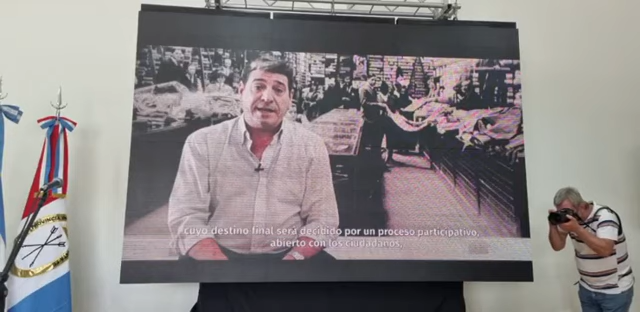 cuyo destino final será decidido por un proceso participativo,
abierto con los ciudadanos,